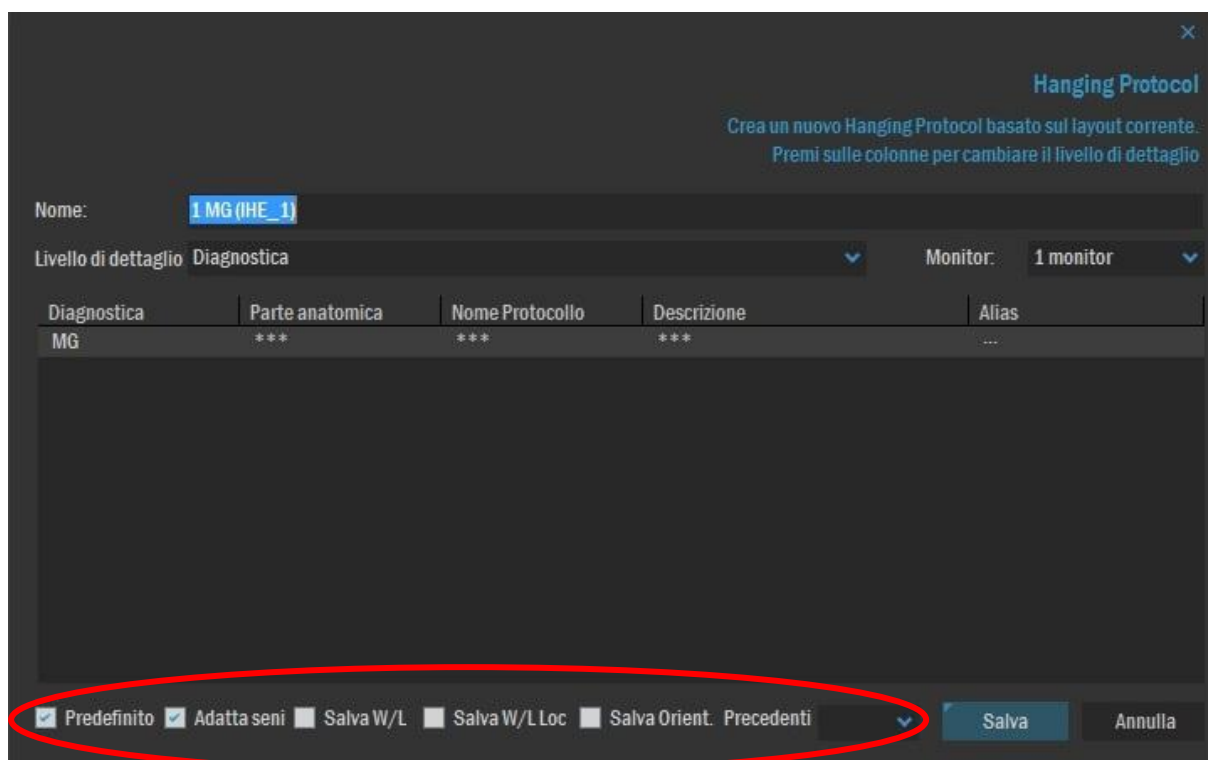 Hanging Protocol
Crea un nuovo Hanging Protocol basato sul layout corrente.
Premi sulle colonne per cambiare il livello di dettaglio
Nome: 1 MG (IHE_1)
Livello di dettaglio Diagnostica Monitor: 1 monitor
Diagnostica Parte anatomica Nome Protocollo Descrizione Alias
MG *** *** *** ...
Predefinito Adatta seni Salva W/L Salva W/L Loc Salva Orient. Precedenti Salva Annulla